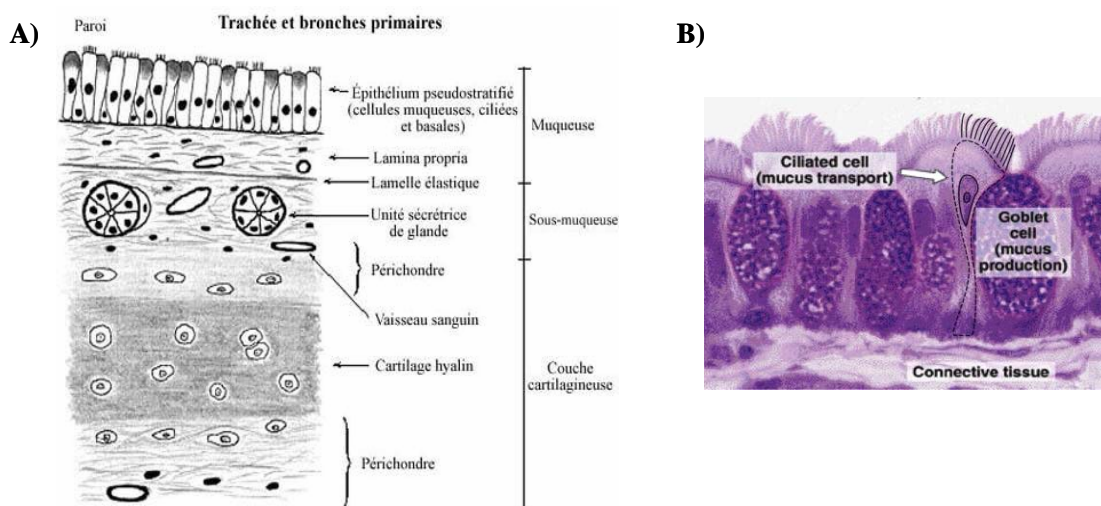 A)
Paroi
Trachée et bronches primaires
Épithélium pseudostratifié
(cellules muqueuses, ciliées
et basales)
Muqueuse
Lamina propria
Lamelle élastique
Unité sécrétrice
de glande
Sous-muqueuse
Périchondre
Vaisseau sanguin
Cartilage hyalin
Couche
cartilagineuse
Périchondre
B)
Ciliated cell
(mucus transport)
Goblet
cell
(mucus
production)
Connective tissue